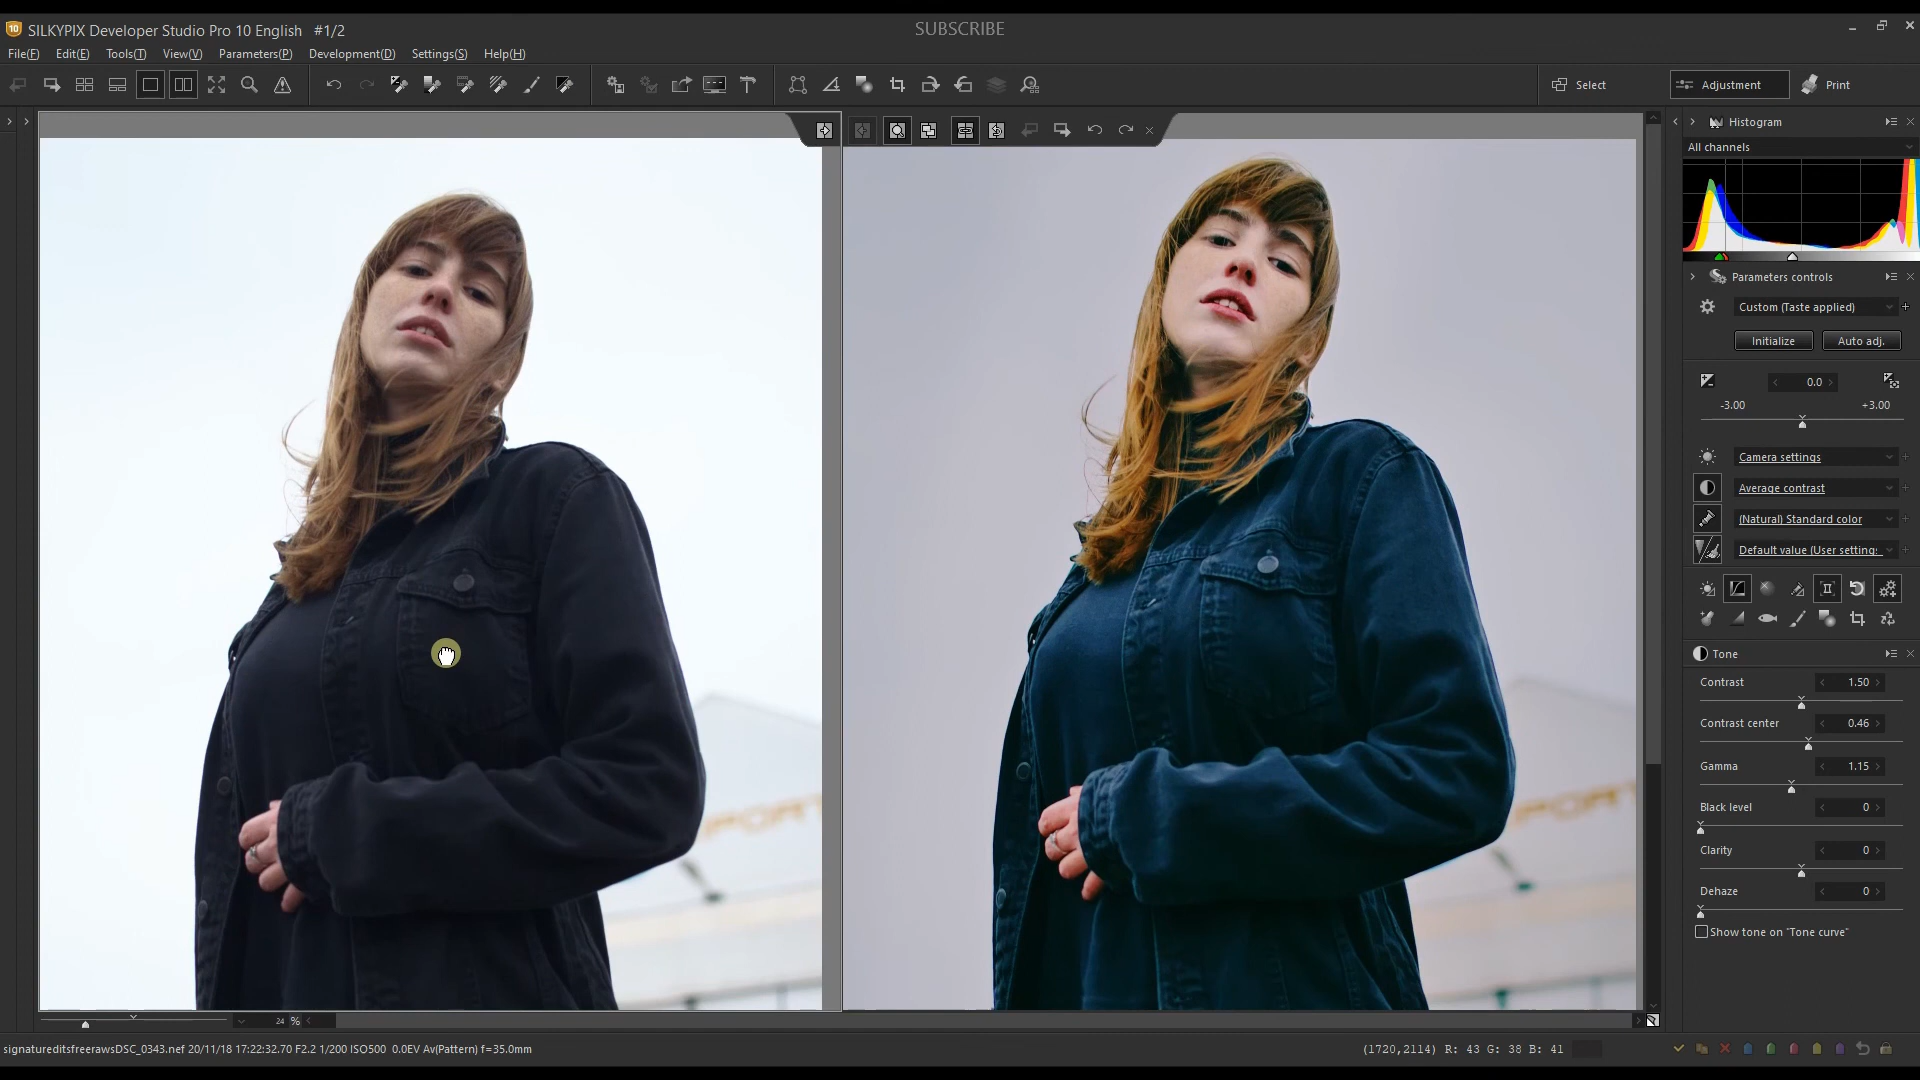 SILKYPIX Developer Studio Pro 10 English #1/2
SUBSCRIBE
File(F) Edit(E) Tools(T) View(V) Parameters(P) Development(D) Settings(S) Help(H)
Select Adjustment Print
Histogram
All channels
Parameters controls
Custom (Taste applied)
Initialize Auto adj.
0.0
-3.00 +3.00
Camera settings
Average contrast
(Natural) Standard color
Default value (User setting:
Tone
Contrast 1.50
Contrast center 0.46
Gamma 1.15
Black level 0
Clarity 0
Dehaze 0
Show tone on "Tone curve"
24 %
signatureditsfreerawsDSC_0343.nef 20/11/18 17:22:32.70 F2.2 1/200 ISO500 0.0EV Av(Pattern) f=35.0mm
(1720,2114) R: 43 G: 38 B: 41